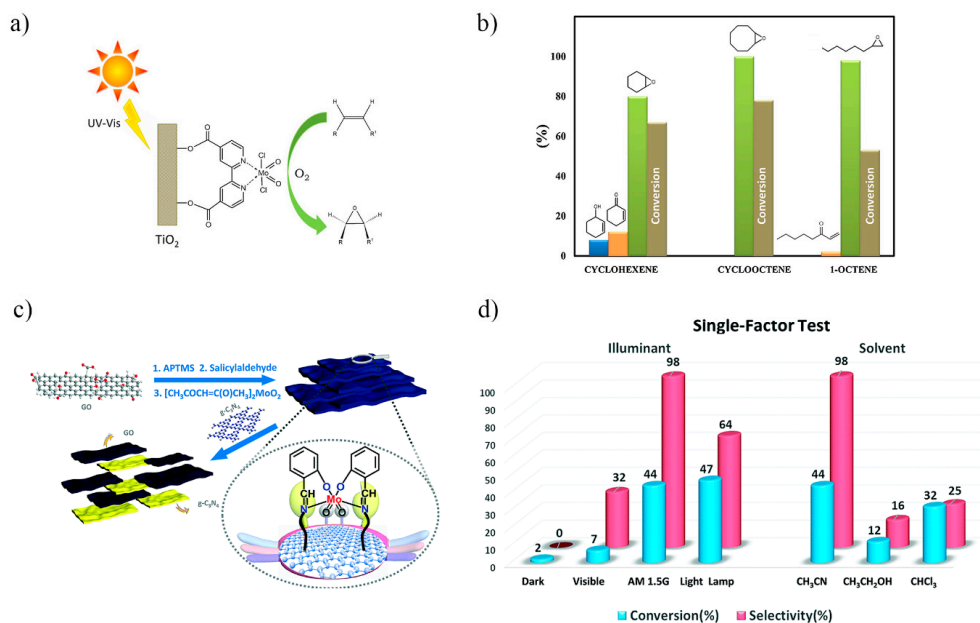 a)
UV-Vis
TiO₂
O
O
O
O
N
N
Cl
Mo
Cl
O
O
O₂
H
H
R
R¹
O
H
H
R
R¹
b)
(%)
100
80
60
40
20
0
OH
O
O
Conversion
O
Conversion
O
O
Conversion
CYCLOHEXENE
CYCLOOCTENE
1-OCTENE
c)
GO
1. APTMS 2. Salicylaldehyde
3. [CH₃COCH=C(O)CH₃]₂MoO₂
g-C₃N₄
GO
g-C₃N₄
O
O
CH
Mo
CH
N
O
O
N
d)
Single-Factor Test
Illuminant
Solvent
100
90
80
70
60
50
40
30
20
10
0
2
0
7
32
44
98
47
64
44
98
12
16
32
25
Dark
Visible
AM 1.5G
Light Lamp
CH₃CN
CH₃CH₂OH
CHCl₃
Conversion(%)
Selectivity(%)